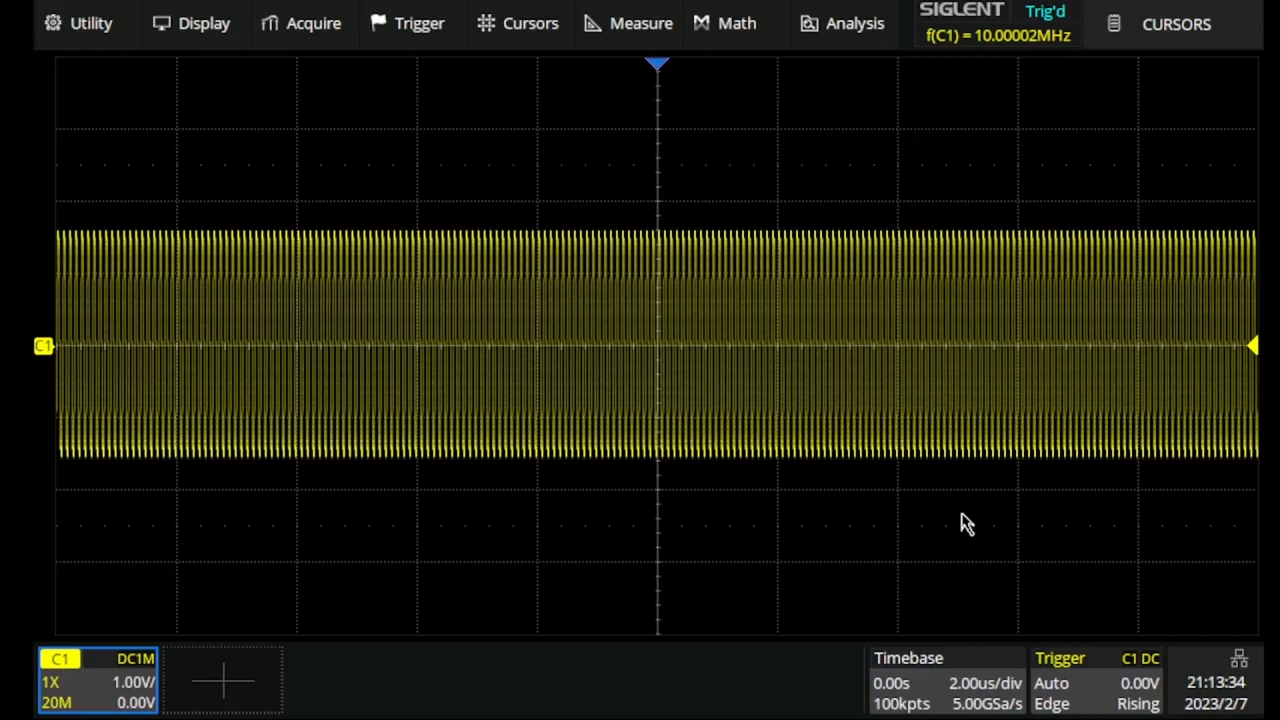 Utility Display Acquire Trigger Cursors Measure Math Analysis SIGLENT Trig'd CURSORS
f(C1) = 10.00002MHz
C1
C1 DC1M
1X 1.00V/
20M 0.00V
Timebase
0.00s 2.00us/div
100kpts 5.00GSa/s
Trigger C1 DC
Auto 0.00V
Edge Rising
21:13:34
2023/2/7